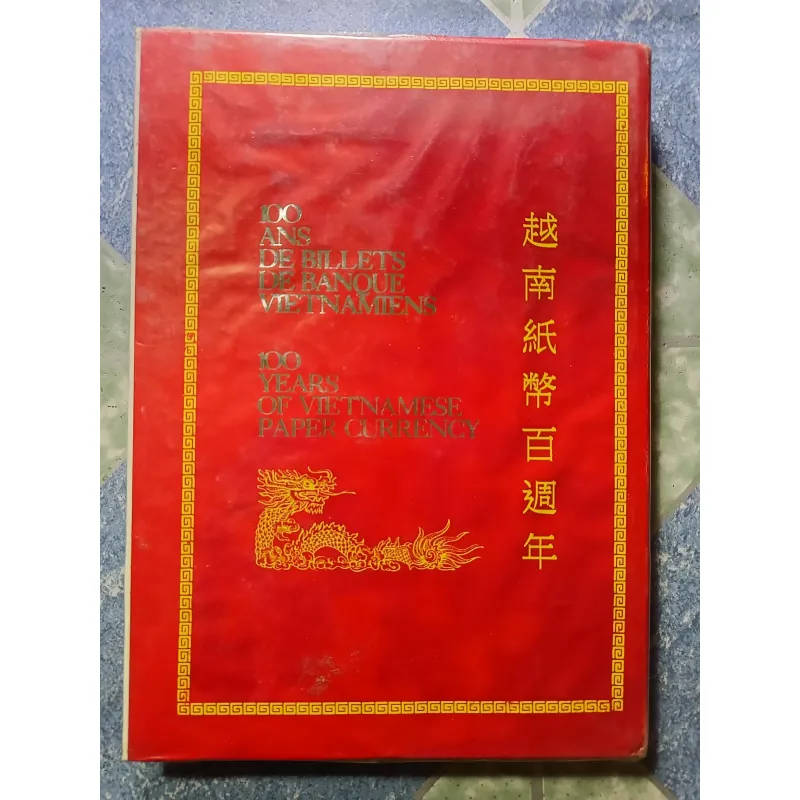 100
ANS
DE BILLETS
DE BANQUE
VIETNAMIENS
100
YEARS
OF VIETNAMESE
PAPER CURRENCY
越南紙幣百週年